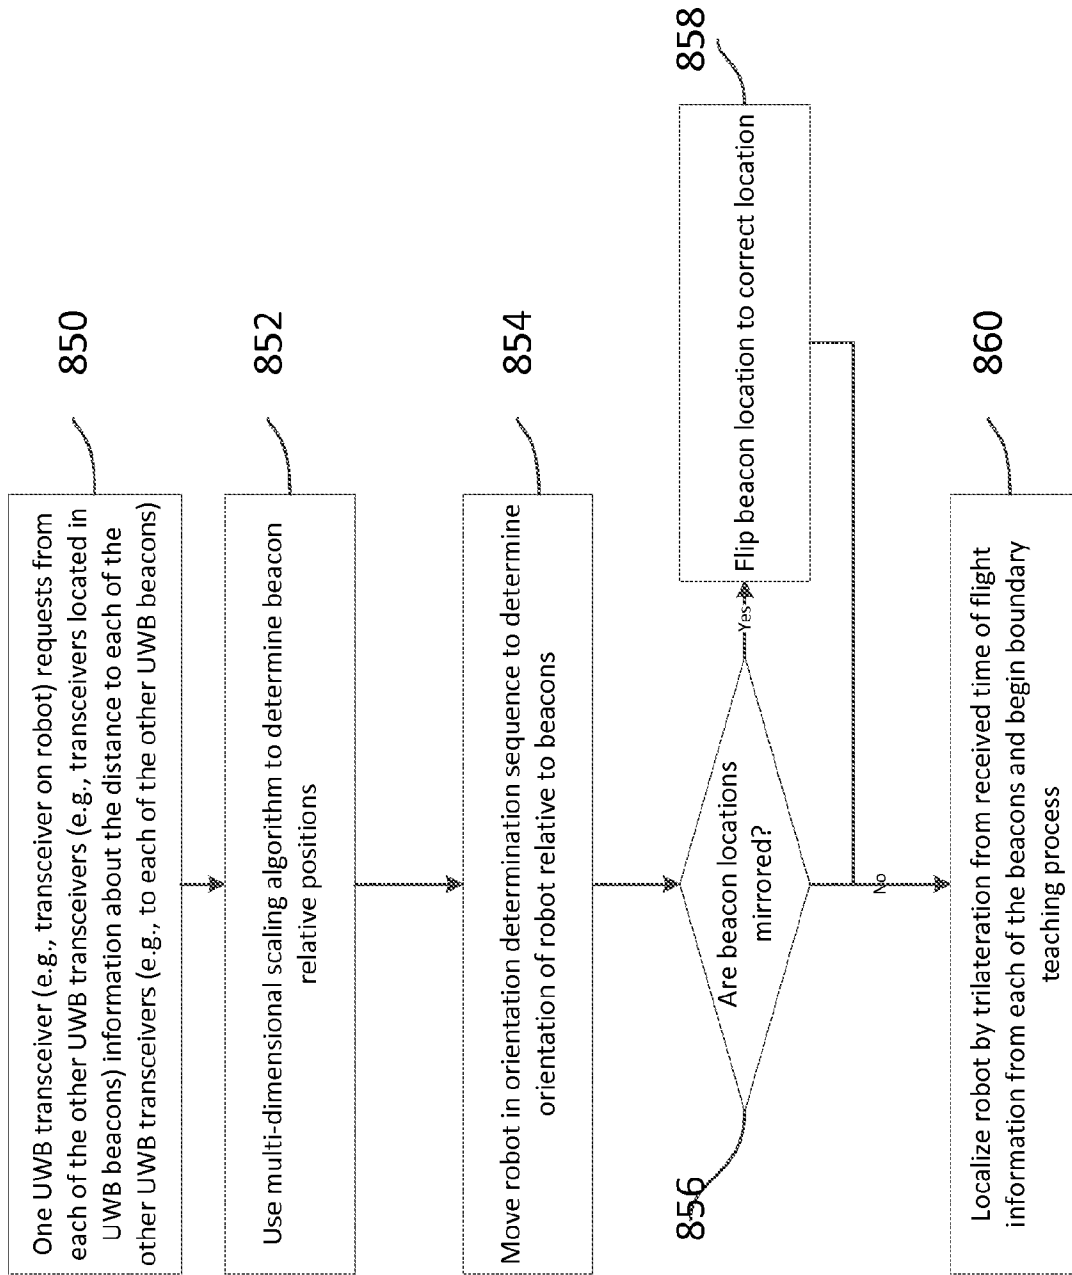 One UWB transceiver (e.g., transceiver on robot) requests from
each of the other UWB transceivers (e.g., transceivers located in
UWB beacons) information about the distance to each of the
other UWB transceivers (e.g., to each of the other UWB beacons)
850
Use multi-dimensional scaling algorithm to determine beacon
relative positions
852
Move robot in orientation determination sequence to determine
orientation of robot relative to beacons
854
856
Are beacon locations
mirrored?
Yes
Flip beacon location to correct location
858
No
Localize robot by trilateration from received time of flight
information from each of the beacons and begin boundary
teaching process
860